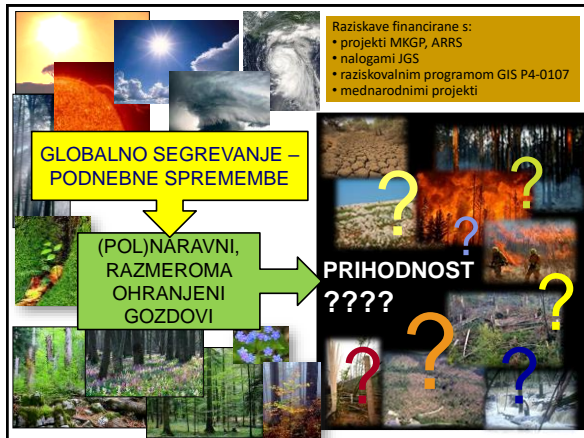 Raziskave financirane s:
• projekti MKGP, ARRS
• nalogami JGS
• raziskovalnim programom GIS P4-0107
• mednarodnimi projekti
GLOBALNO SEGREVANJE –
PODNEBNE SPREMEMBE
(POL)NARAVNI,
RAZMEROMA
OHRANJENI
GOZDOVI
PRIHODNOST
????
?
?
?
?
?
?
?